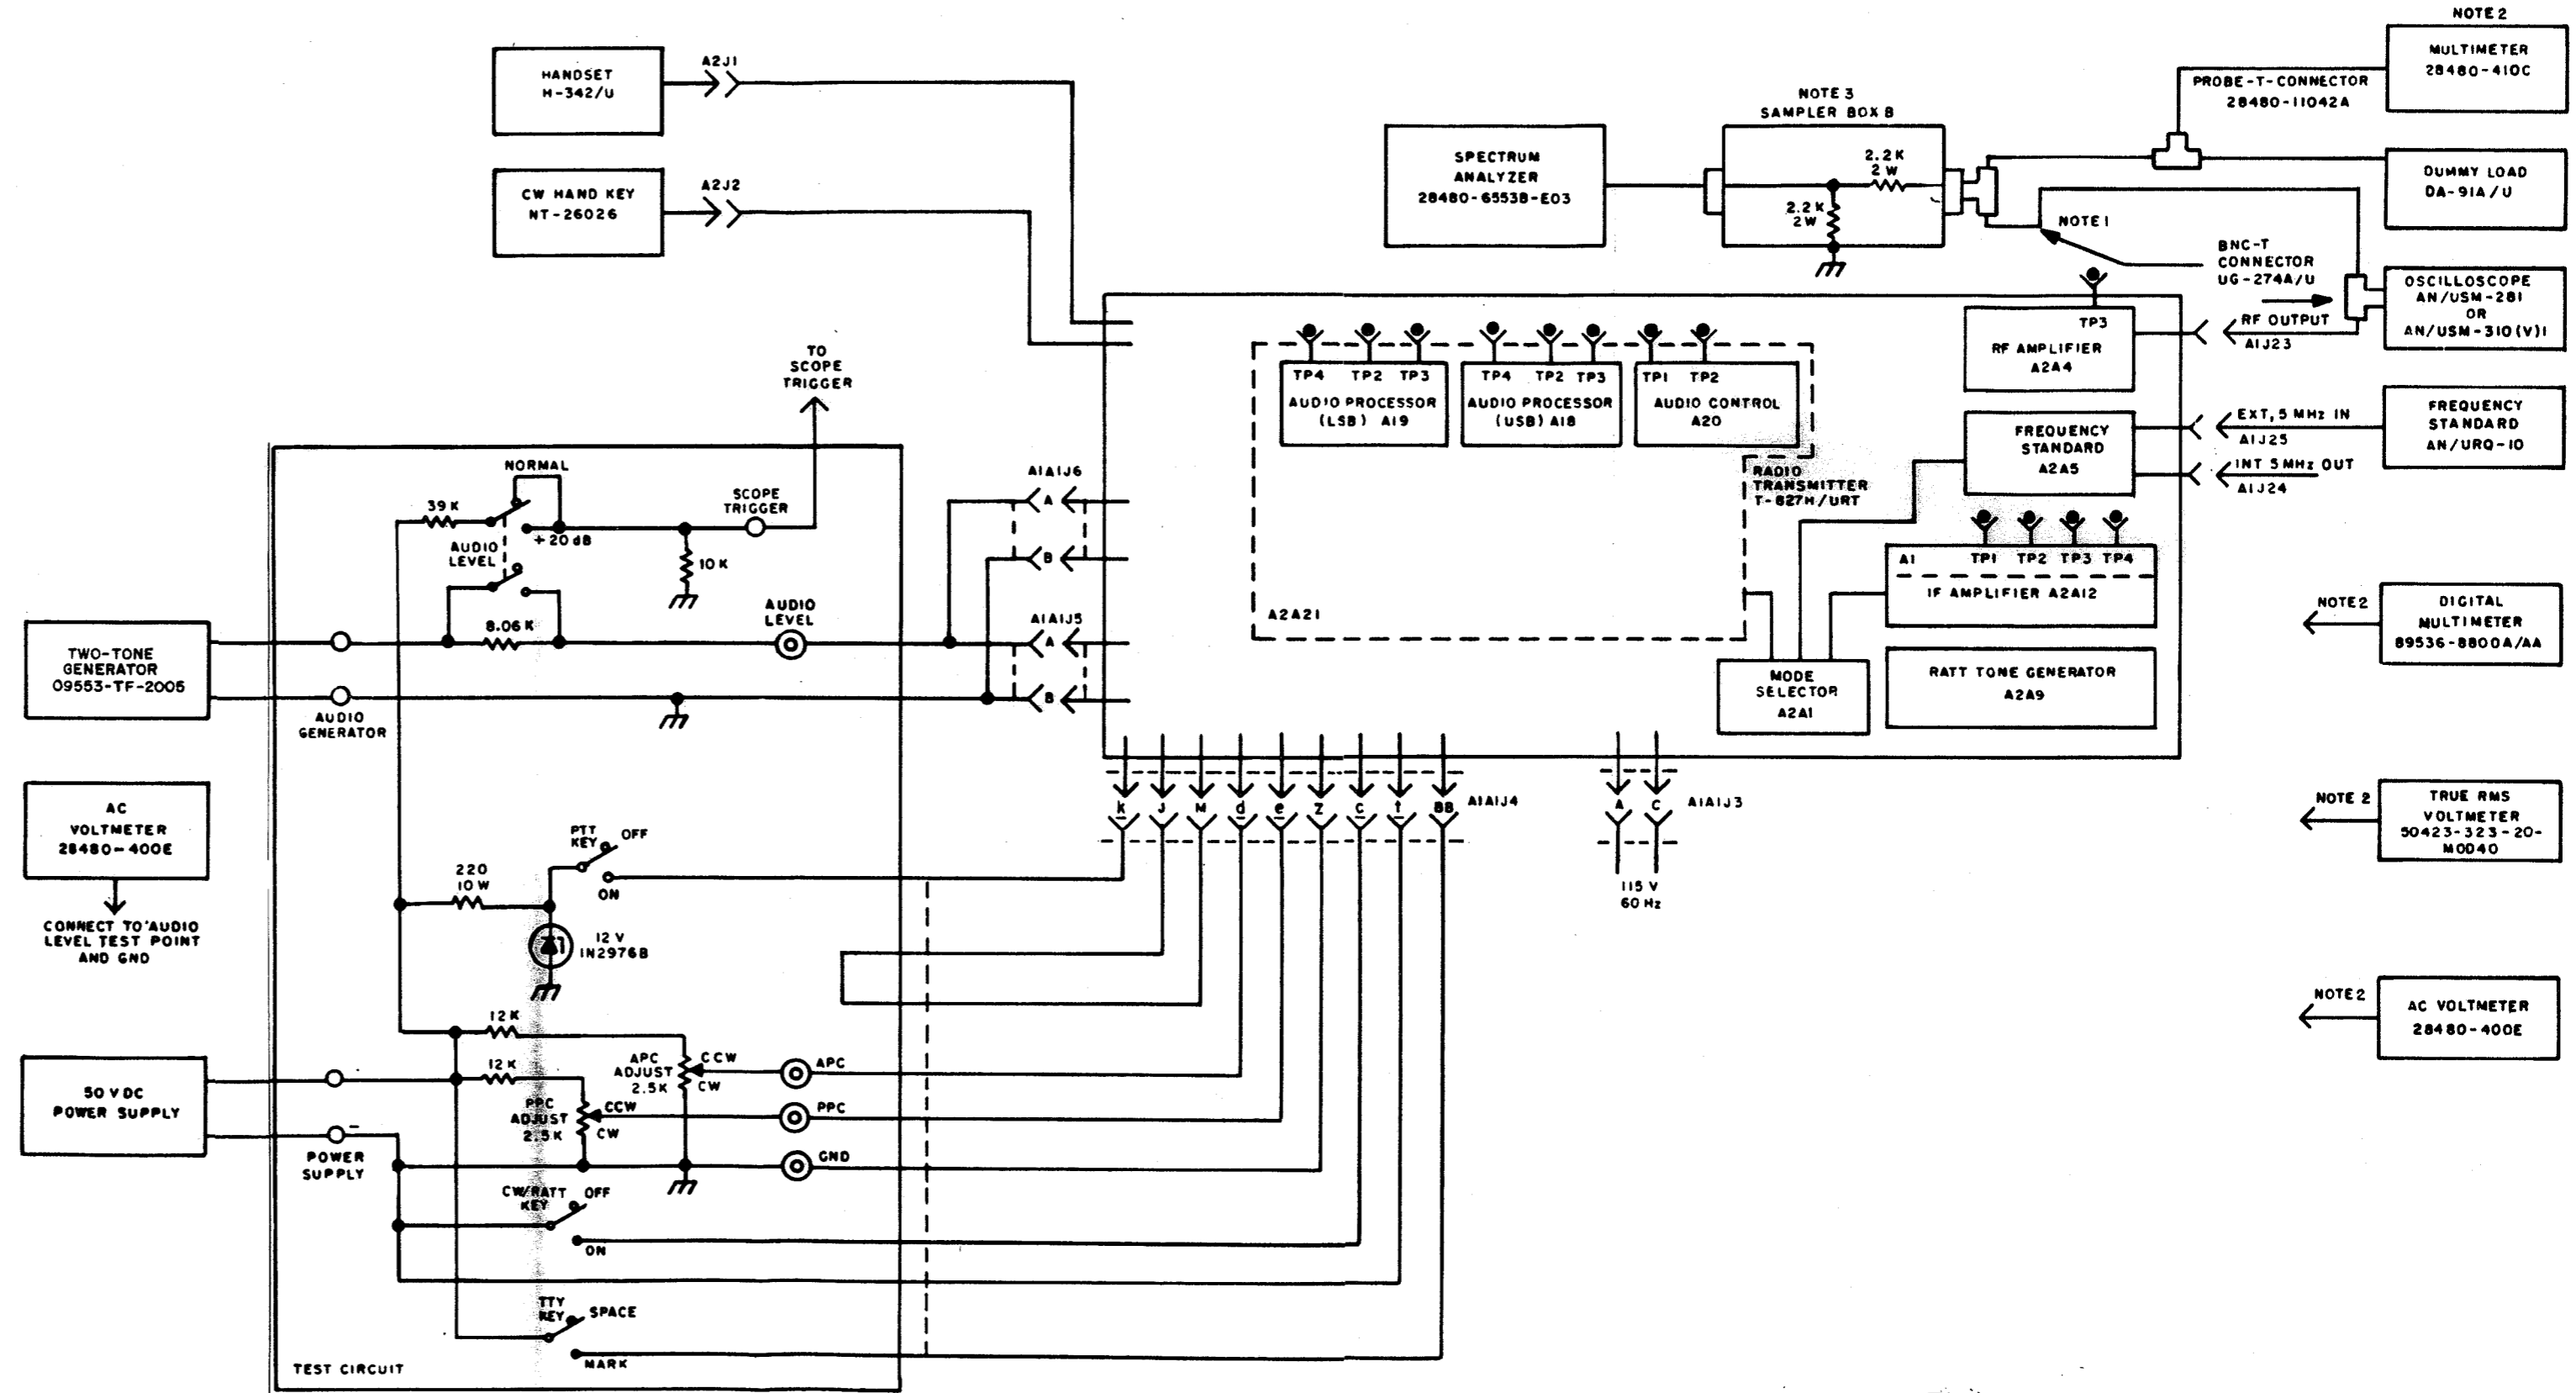 NOTE 2
MULTIMETER
28480-410C
PROBE-T-CONNECTOR
28480-11042A
HANDSET
H-342/U
A2J1
CW HAND KEY
NT-26026
A2J2
SPECTRUM
ANALYZER
28480-6553B-E03
NOTE 3
SAMPLER BOX B
2.2K
2W
2.2K
2W
DUMMY LOAD
DA-91A/U
NOTE 1
BNC-T
CONNECTOR
UG-274A/U
OSCILLOSCOPE
AN/USM-281
OR
AN/USM-310(V)1
RF OUTPUT
A1J23
TP3
RF AMPLIFIER
A2A4
TP4 TP2 TP3
AUDIO PROCESSOR
(LSB) A19
TP4 TP2 TP3
AUDIO PROCESSOR
(USB) A18
TP1 TP2
AUDIO CONTROL
A20
FREQUENCY
STANDARD
A2A5
EXT, 5 MHz IN
A1J25
INT 5MHz OUT
A1J24
FREQUENCY
STANDARD
AN/URQ-10
RADIO
TRANSMITTER
T-827H/URT
A1 TP1 TP2 TP3 TP4
IF AMPLIFIER A2A12
A2A21
MODE
SELECTOR
A2A1
RATT TONE GENERATOR
A2A9
NOTE 2
DIGITAL
MULTIMETER
89536-8800A/AA
NOTE 2
TRUE RMS
VOLTMETER
50423-323-20-
MOD40
NOTE 2
AC VOLTMETER
28480-400E
TO
SCOPE
TRIGGER
NORMAL
39K
+20 dB
SCOPE
TRIGGER
AUDIO
LEVEL
10K
8.06K
AUDIO
LEVEL
A1A1J6
A
B
A1A1J5
A
B
TWO-TONE
GENERATOR
09553-TF-2005
AUDIO
GENERATOR
AC
VOLTMETER
28480-400E
CONNECT TO AUDIO
LEVEL TEST POINT
AND GND
k J M d e Z c t BB A1A1J4
A C A1A1J3
115 V
60 Hz
PTT
KEY OFF
ON
220
10W
12 V
1N2976B
12K
12K
APC
ADJUST
2.5K
CCW
CW
APC
PPC
ADJUST
2.5K
CCW
CW
PPC
GND
50 VDC
POWER SUPPLY
-
POWER
SUPPLY
CW/RATT
KEY
OFF
ON
TTY
KEY
SPACE
MARK
TEST CIRCUIT